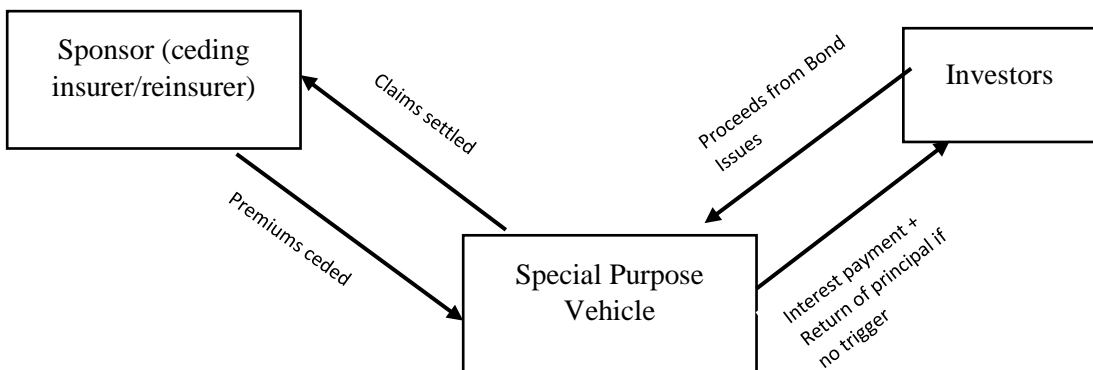 Sponsor (ceding
insurer/reinsurer)
Claims settled
Premiums ceded
Proceeds from Bond
Issues
Investors
Special Purpose
Vehicle
Interest payment +
Return of principal if
no trigger